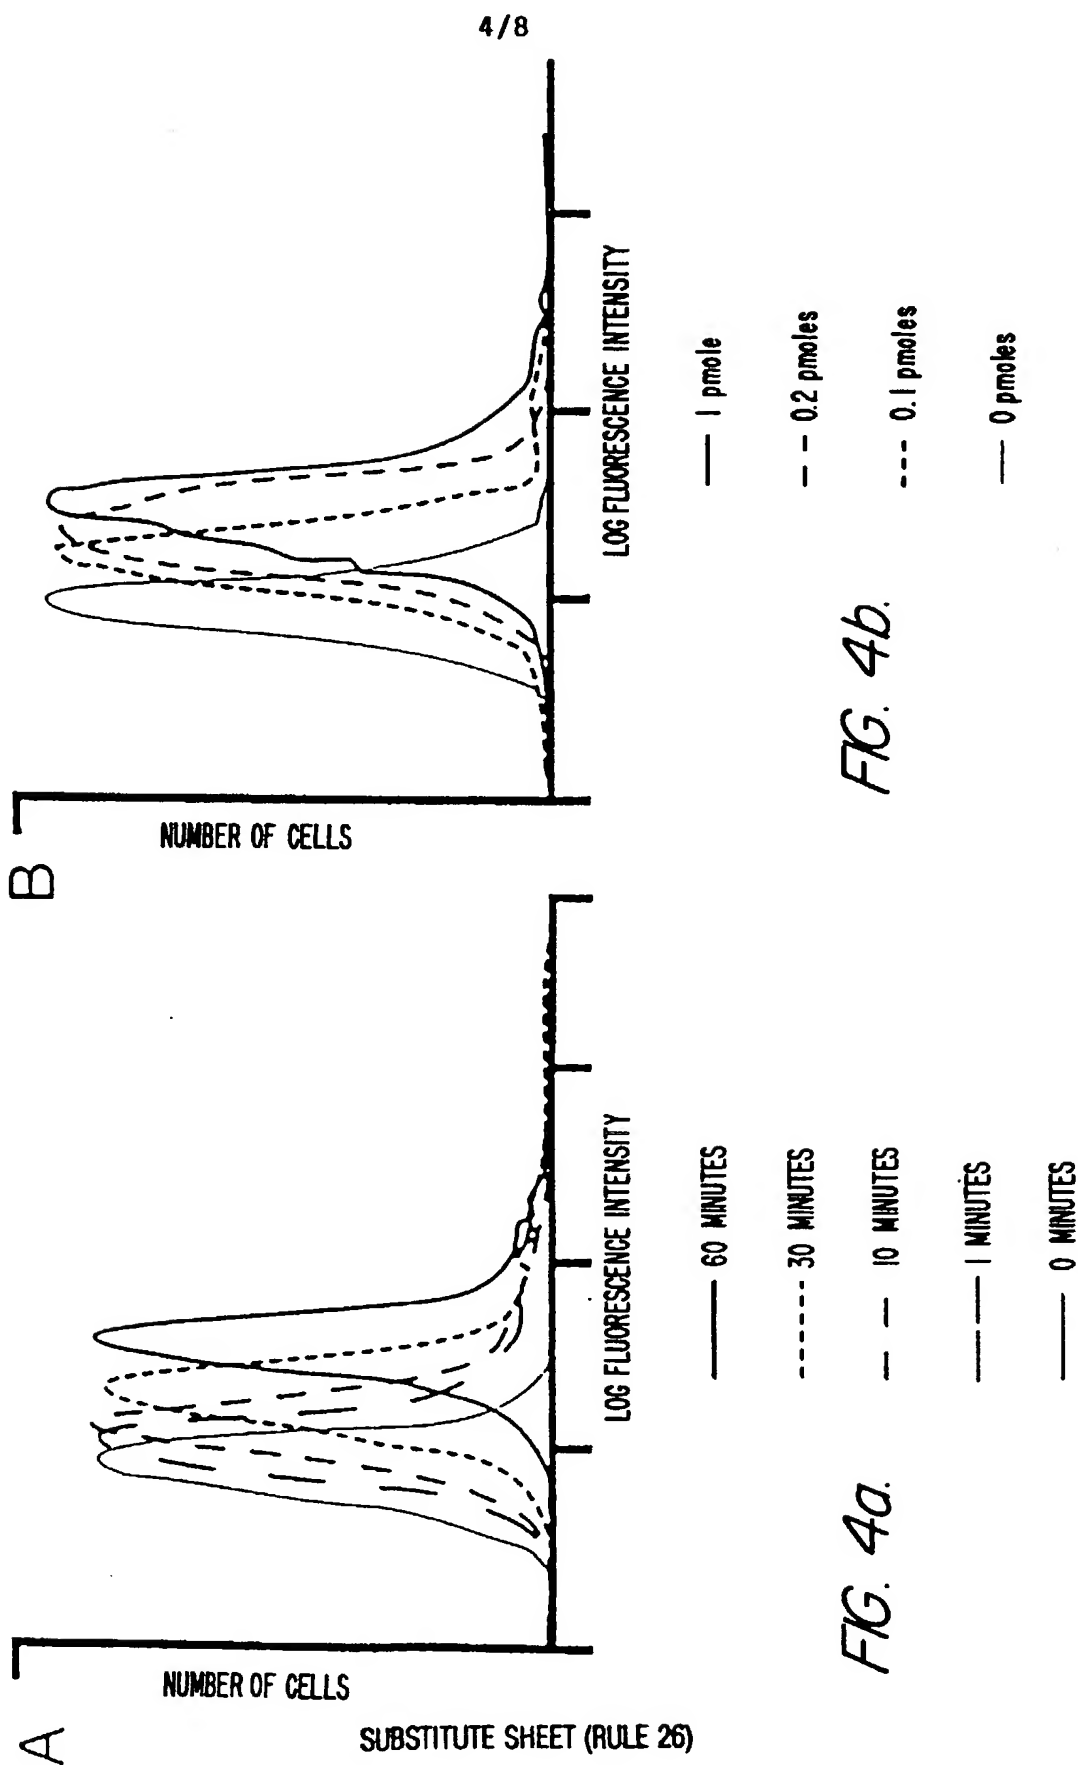 4/8
A
NUMBER OF CELLS
LOG FLUORESCENCE INTENSITY
60 MINUTES
30 MINUTES
10 MINUTES
1 MINUTES
0 MINUTES
FIG. 4a.
B
NUMBER OF CELLS
LOG FLUORESCENCE INTENSITY
1 pmole
0.2 pmoles
0.1 pmoles
0 pmoles
FIG. 4b.
SUBSTITUTE SHEET (RULE 26)